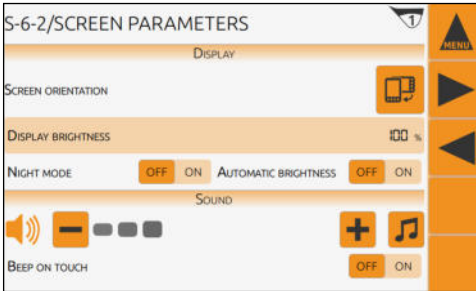 S-6-2/SCREEN PARAMETERS
1
MENU
DISPLAY
SCREEN ORIENTATION
DISPLAY BRIGHTNESS 100 %
NIGHT MODE OFF ON AUTOMATIC BRIGHTNESS OFF ON
SOUND
BEEP ON TOUCH OFF ON